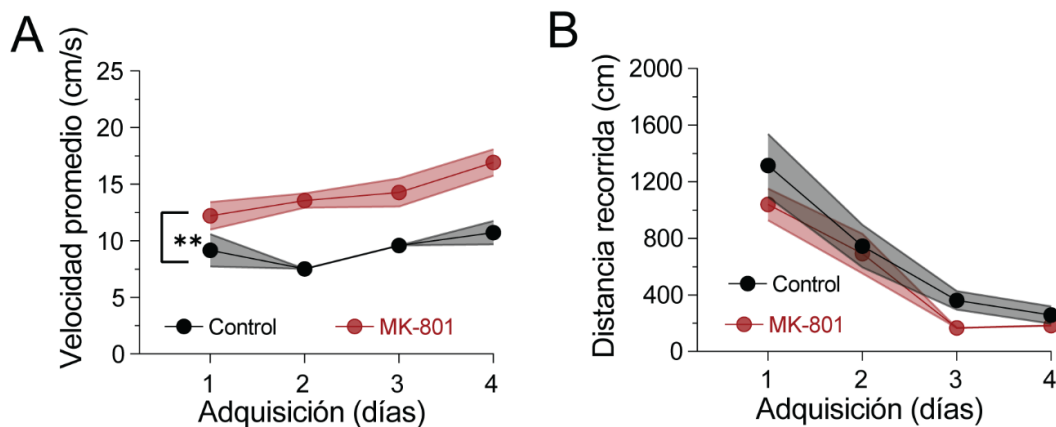 A
Velocidad promedio (cm/s)
25
20
15
10
5
0
**
Control
MK-801
1 2 3 4
Adquisición (días)
B
Distancia recorrida (cm)
2000
1600
1200
800
400
0
Control
MK-801
1 2 3 4
Adquisición (días)